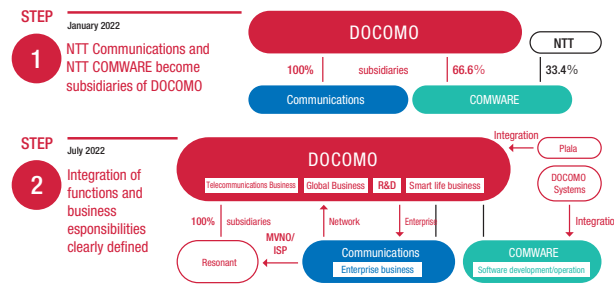 STEP
1
January 2022
NTT Communications and
NTT COMWARE become
subsidiaries of DOCOMO
DOCOMO
NTT
100%
subsidiaries
66.6%
33.4%
Communications
COMWARE
STEP
2
July 2022
Integration of
functions and
business
esponsibilities
clearly defined
DOCOMO
Telecommunications Business
Global Business
R&D
Smart life business
Integration
Plala
DOCOMO
Systems
100%
subsidiaries
Network
Enterprise
Integration
MVNO/
ISP
Resonant
Communications
Enterprise business
COMWARE
Software development/operation